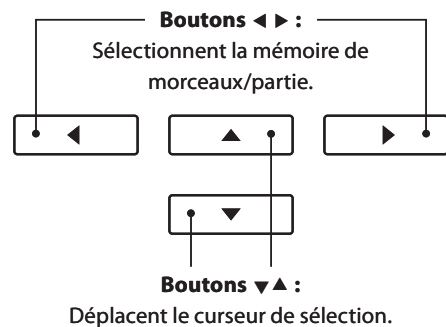 Boutons ◀ ▶ :
Sélectionnent la mémoire de
morceaux/partie.
◀ ▲ ▶
▼
Boutons ▼▲ :
Déplacent le curseur de sélection.